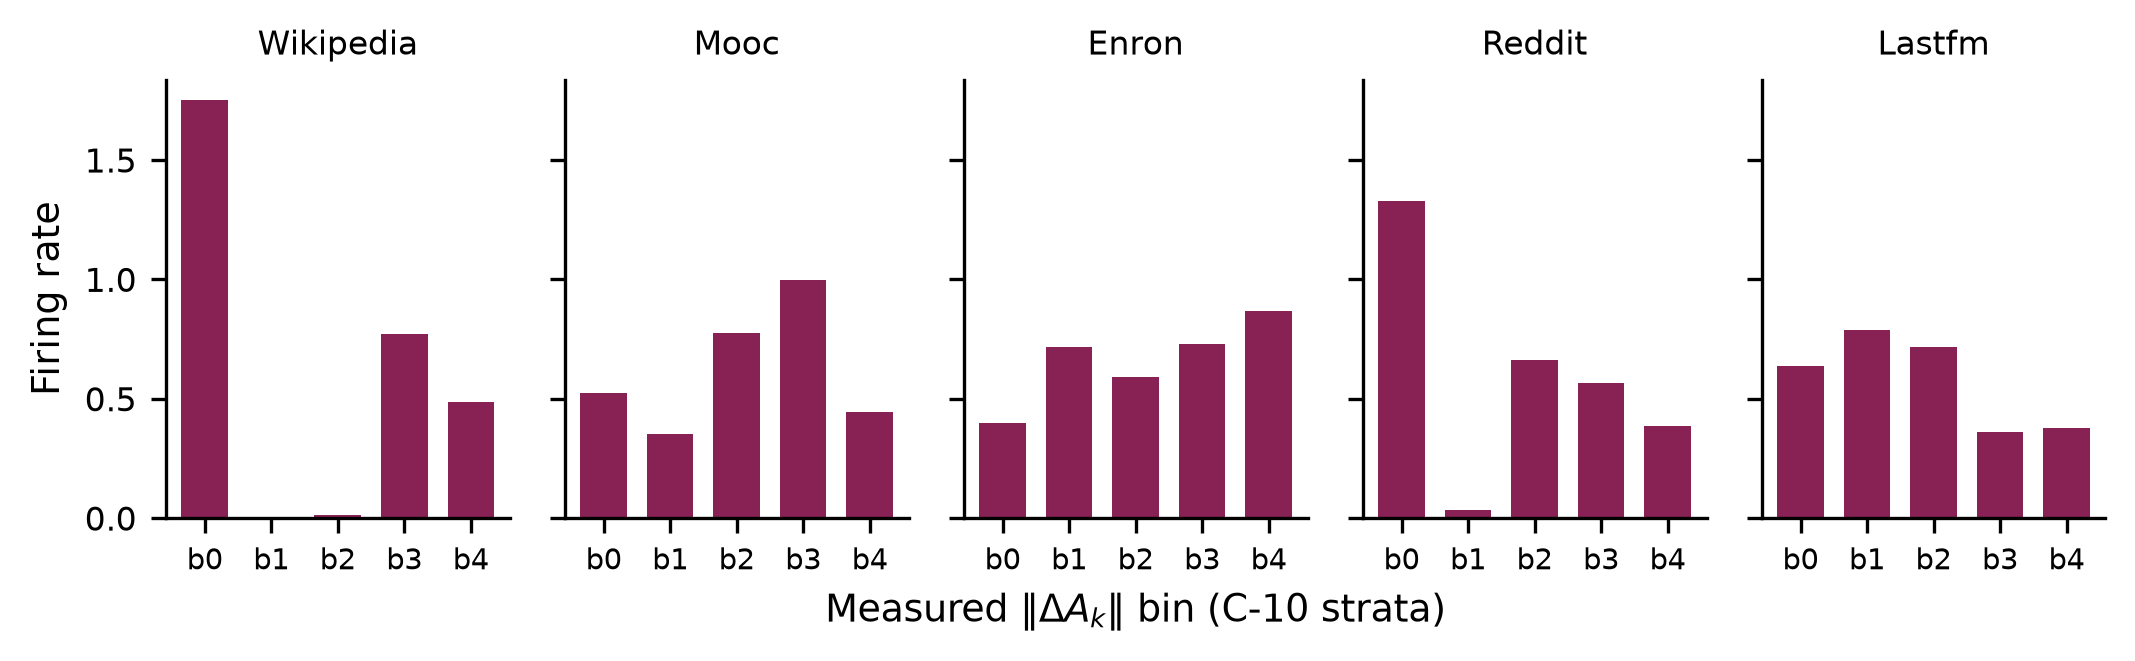 Wikipedia Mooc Enron Reddit Lastfm
Firing rate
1.5
1.0
0.5
0.0
b0 b1 b2 b3 b4 b0 b1 b2 b3 b4 b0 b1 b2 b3 b4 b0 b1 b2 b3 b4 b0 b1 b2 b3 b4
Measured ‖ΔAₖ‖ bin (C-10 strata)